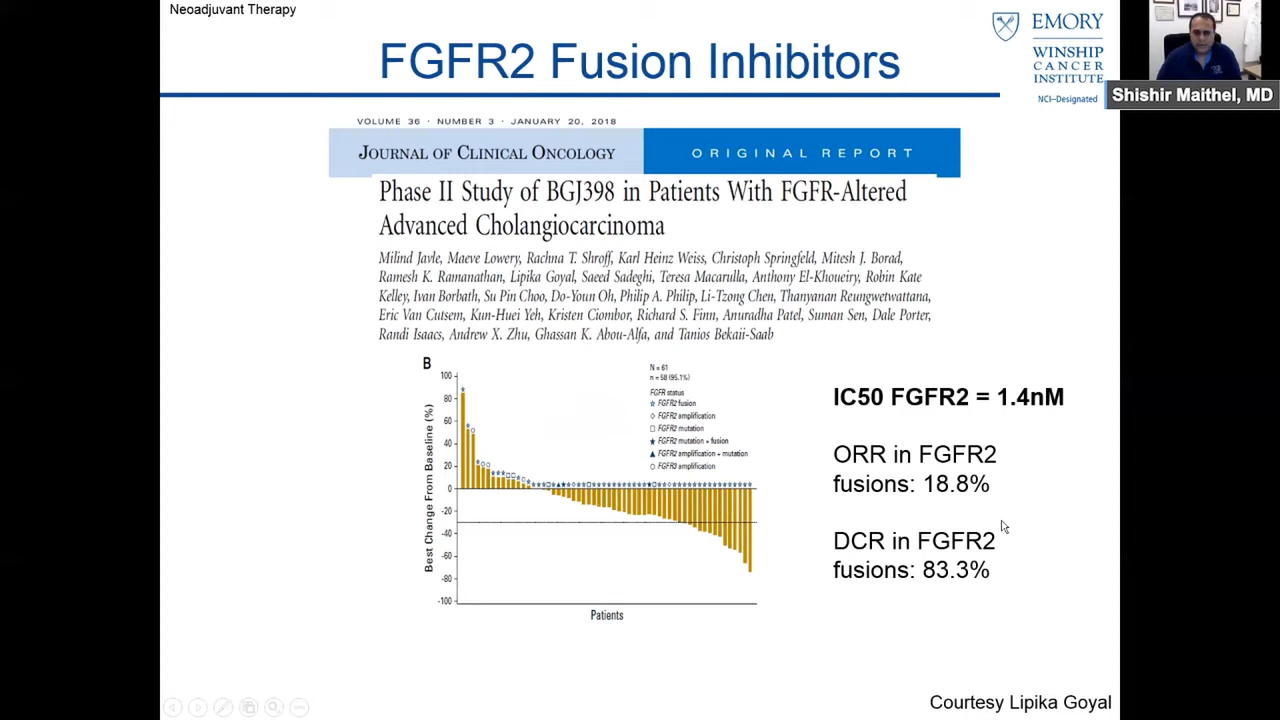 Neoadjuvant Therapy
FGFR2 Fusion Inhibitors
EMORY
WINSHIP
CANCER
INSTITUTE
NCI–Designated
Shishir Maithel, MD
VOLUME 36 · NUMBER 3 · JANUARY 20, 2018
JOURNAL OF CLINICAL ONCOLOGY
ORIGINAL REPORT
Phase II Study of BGJ398 in Patients With FGFR-Altered
Advanced Cholangiocarcinoma
Milind Javle, Maeve Lowery, Rachna T. Shroff, Karl Heinz Weiss, Christoph Springfeld, Mitesh J. Borad,
Ramesh K. Ramanathan, Lipika Goyal, Saeed Sadeghi, Teresa Macarulla, Anthony El-Khoueiry, Robin Kate
Kelley, Ivan Borbath, Su Pin Choo, Do-Youn Oh, Philip A. Philip, Li-Tzong Chen, Thanyanan Reungwetwattana,
Eric Van Cutsem, Kun-Huei Yeh, Kristen Ciombor, Richard S. Finn, Anuradha Patel, Suman Sen, Dale Porter,
Randi Isaacs, Andrew X. Zhu, Ghassan K. Abou-Alfa, and Tanios Bekaii-Saab
B
Best Change From Baseline (%)
100
80
60
40
20
0
-20
-40
-60
-80
-100
Patients
N = 61
n = 58 (95.1%)
FGFR status
FGFR2 fusion
FGFR2 amplification
FGFR2 mutation
FGFR2 mutation + fusion
FGFR2 amplification + mutation
FGFR3 amplification
IC50 FGFR2 = 1.4nM
ORR in FGFR2
fusions: 18.8%
DCR in FGFR2
fusions: 83.3%
Courtesy Lipika Goyal